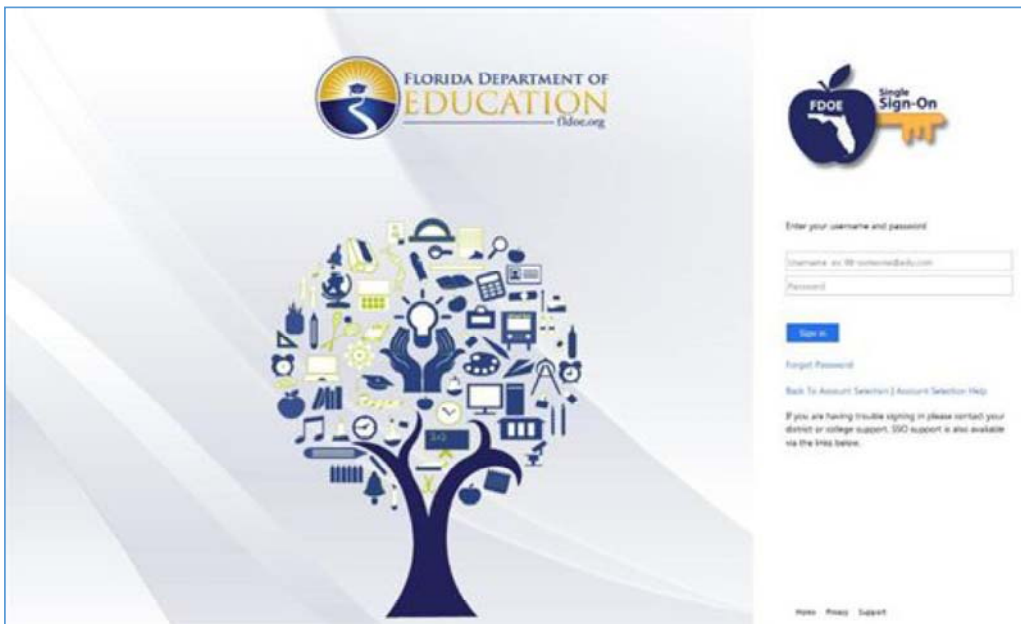 FLORIDA DEPARTMENT OF
EDUCATION
fldoe.org
FDOE
Single
Sign-On
Enter your username and password
Username ex:
Password
Sign in
Forgot Password
Back To Account Selection | Account Selection Help
If you are having trouble signing in please contact your
district or college support. SSO support is also available
via the links below.
Home Privacy Support